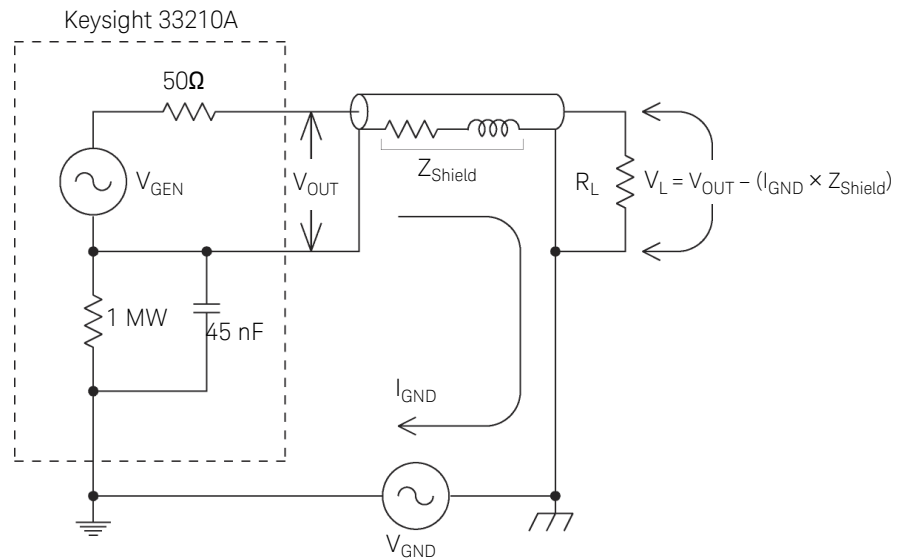 Keysight 33210A
50Ω
V_GEN
V_OUT
Z_Shield
R_L
V_L = V_OUT – (I_GND × Z_Shield)
1 MW
45 nF
I_GND
V_GND